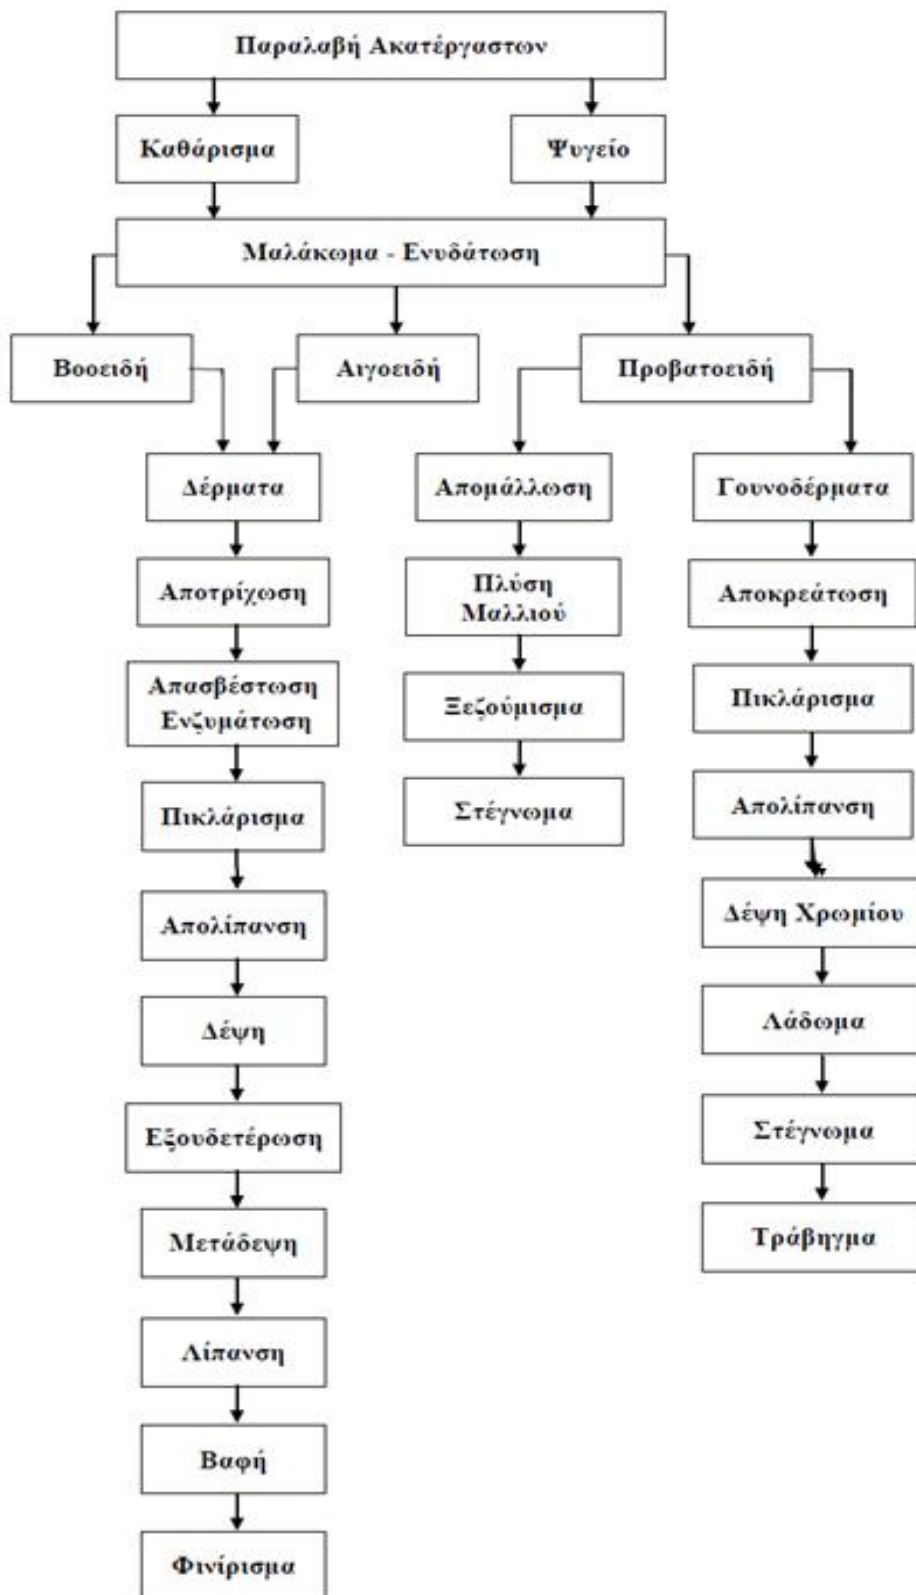 Παραλαβή Ακατέργαστων
Καθάρισμα
Ψυγείο
Μαλάκωμα - Ενυδάτωση
Βοοειδή
Αιγοειδή
Προβατοειδή
Δέρματα
Απομάλλωση
Γουνοδέρματα
Αποτρίχωση
Πλύση
Μαλλιού
Αποκρεάτωση
Απασβέστωση
Ενζυμάτωση
Ξεζούμισμα
Πικλάρισμα
Πικλάρισμα
Στέγνωμα
Απολίπανση
Απολίπανση
Δέψη Χρωμίου
Δέψη
Λάδωμα
Εξουδετέρωση
Στέγνωμα
Μετάδεψη
Τράβηγμα
Λίπανση
Βαφή
Φινίρισμα